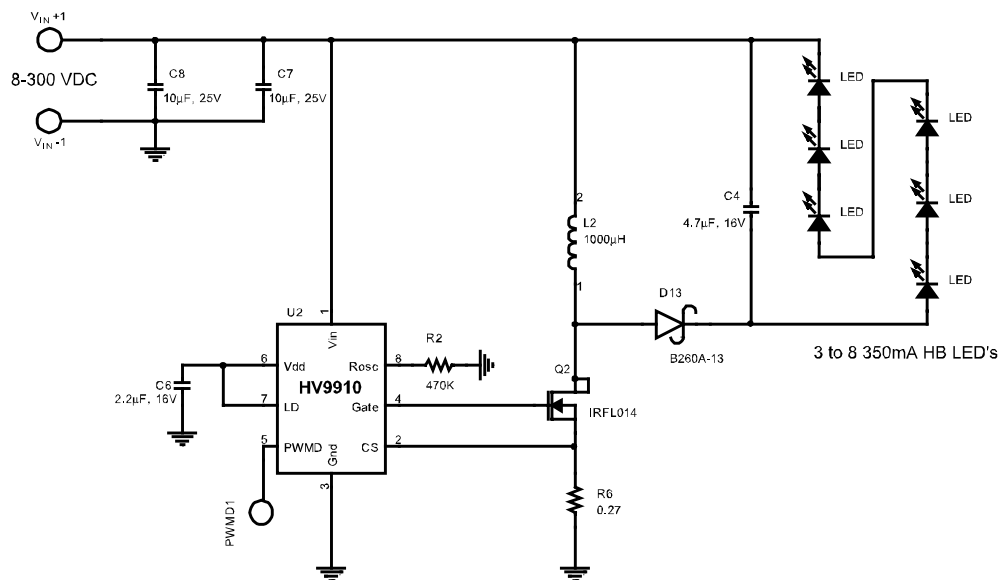 VIN+1
8-300 VDC
VIN-1
C8
10µF, 25V
C7
10µF, 25V
LED
LED
LED
LED
LED
LED
C4
4.7µF, 16V
2
L2
1000µH
1
D13
B260A-13
3 to 8 350mA HB LED's
U2
1
Vin
R2
470K
6
Vdd
Rosc
8
HV9910
C6
2.2µF, 16V
7
LD
Gate
4
Q2
IRFL014
5
PWMD
Gnd
CS
2
3
PWMD1
R6
0.27